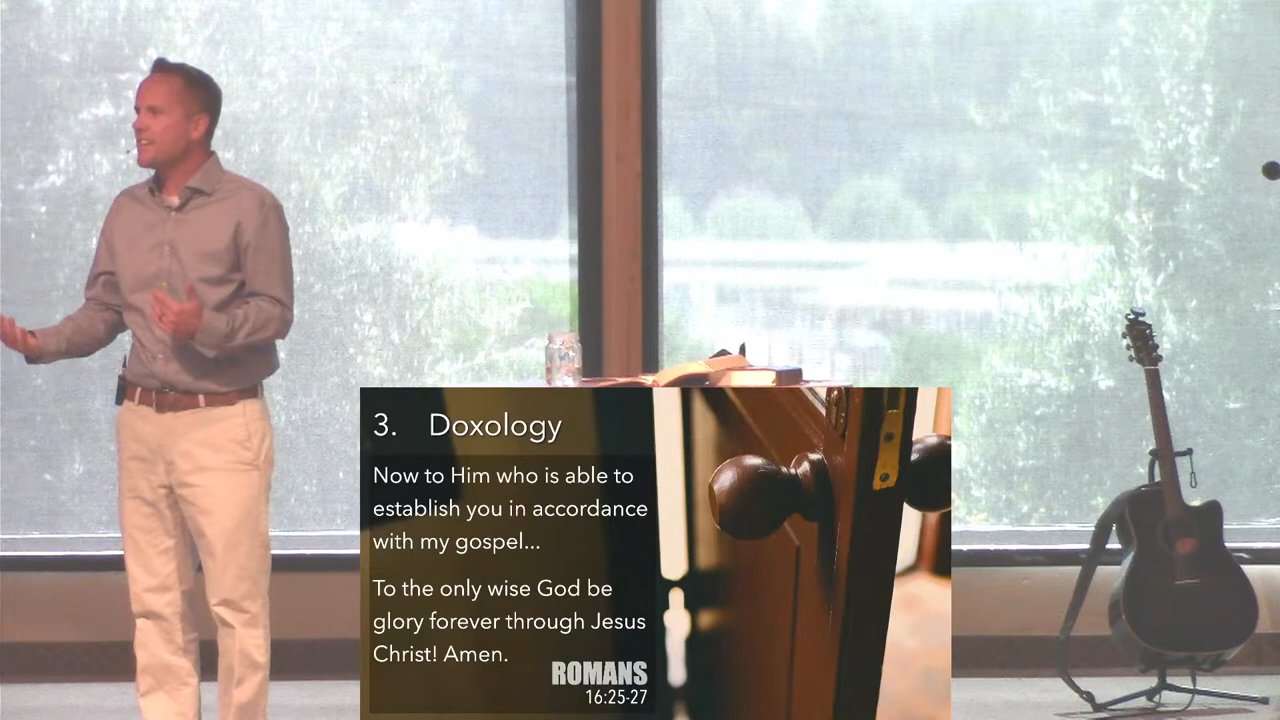 3. Doxology
Now to Him who is able to
establish you in accordance
with my gospel...
To the only wise God be
glory forever through Jesus
Christ! Amen.
ROMANS
16:25-27